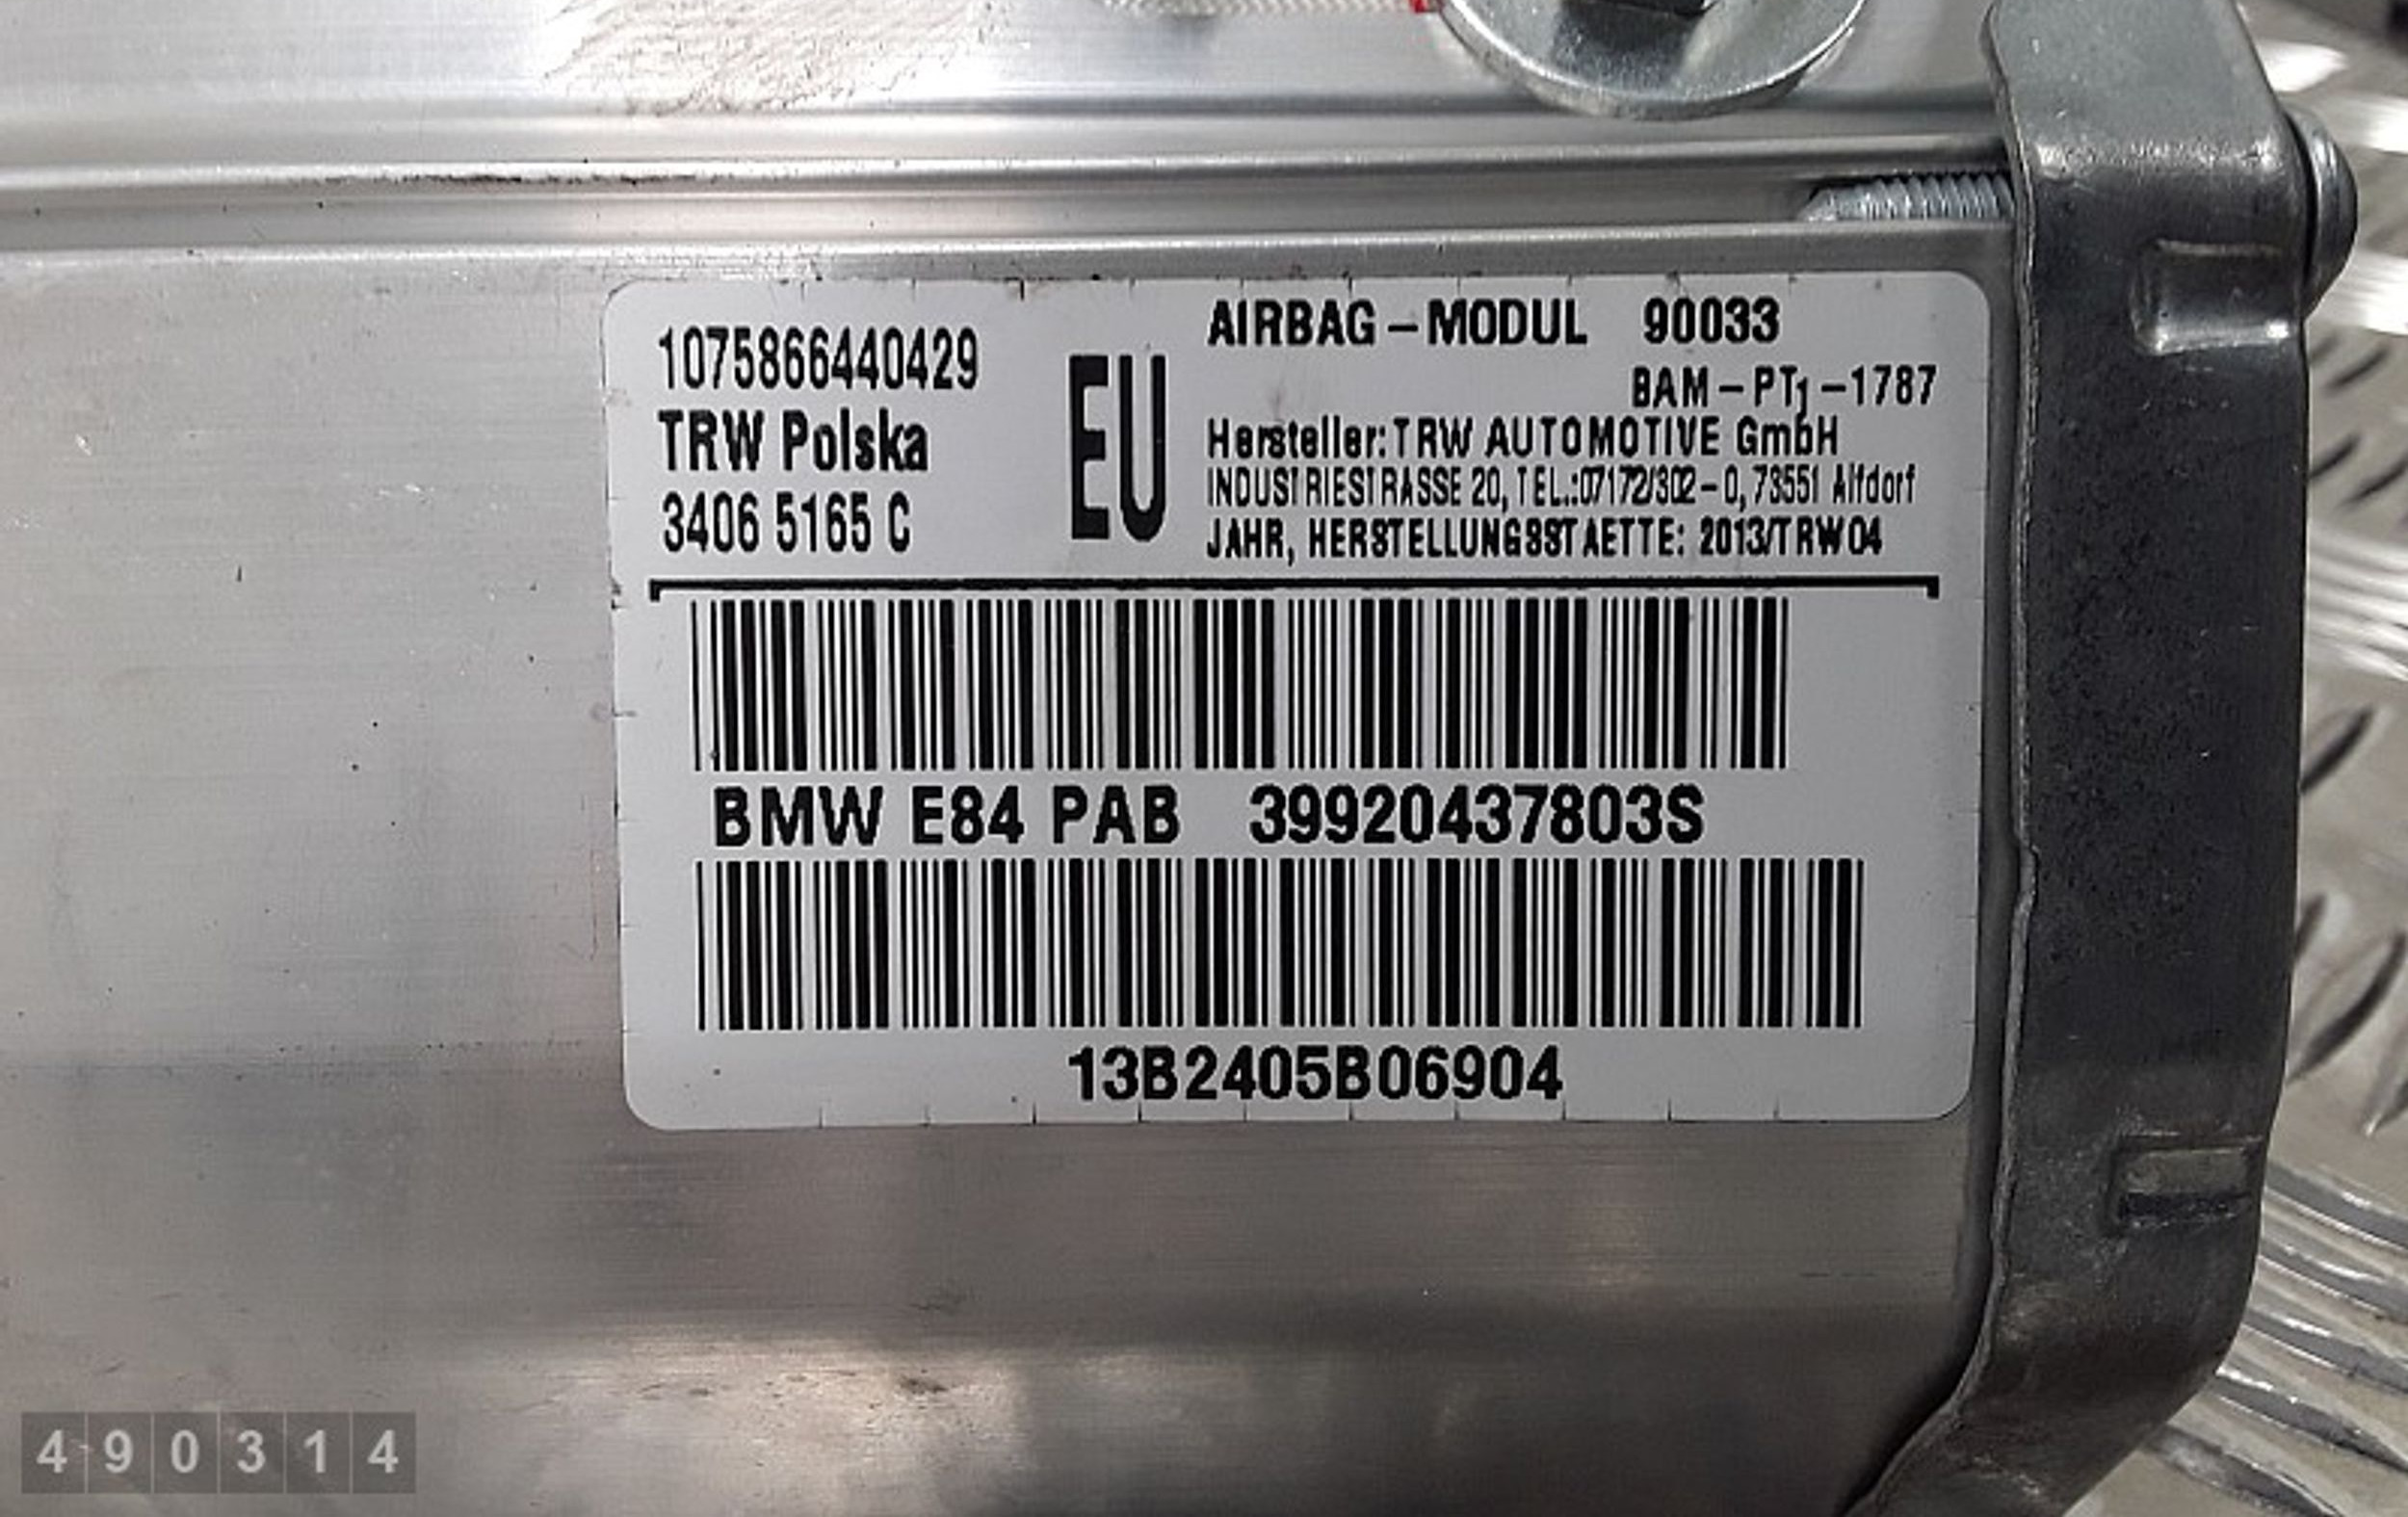 1075866440429
TRW Polska
3406 5165 C
EU
AIRBAG – MODUL 90033
BAM – PT1 – 1787
Hersteller: TRW AUTOMOTIVE GmbH
INDUSTRIESTRASSE 20, TEL.:07172/302 – 0, 73551 Alfdorf
JAHR, HERSTELLUNGSSTAETTE: 2013/TRW04
BMW E84 PAB 39920437803S
13B2405B06904
490314